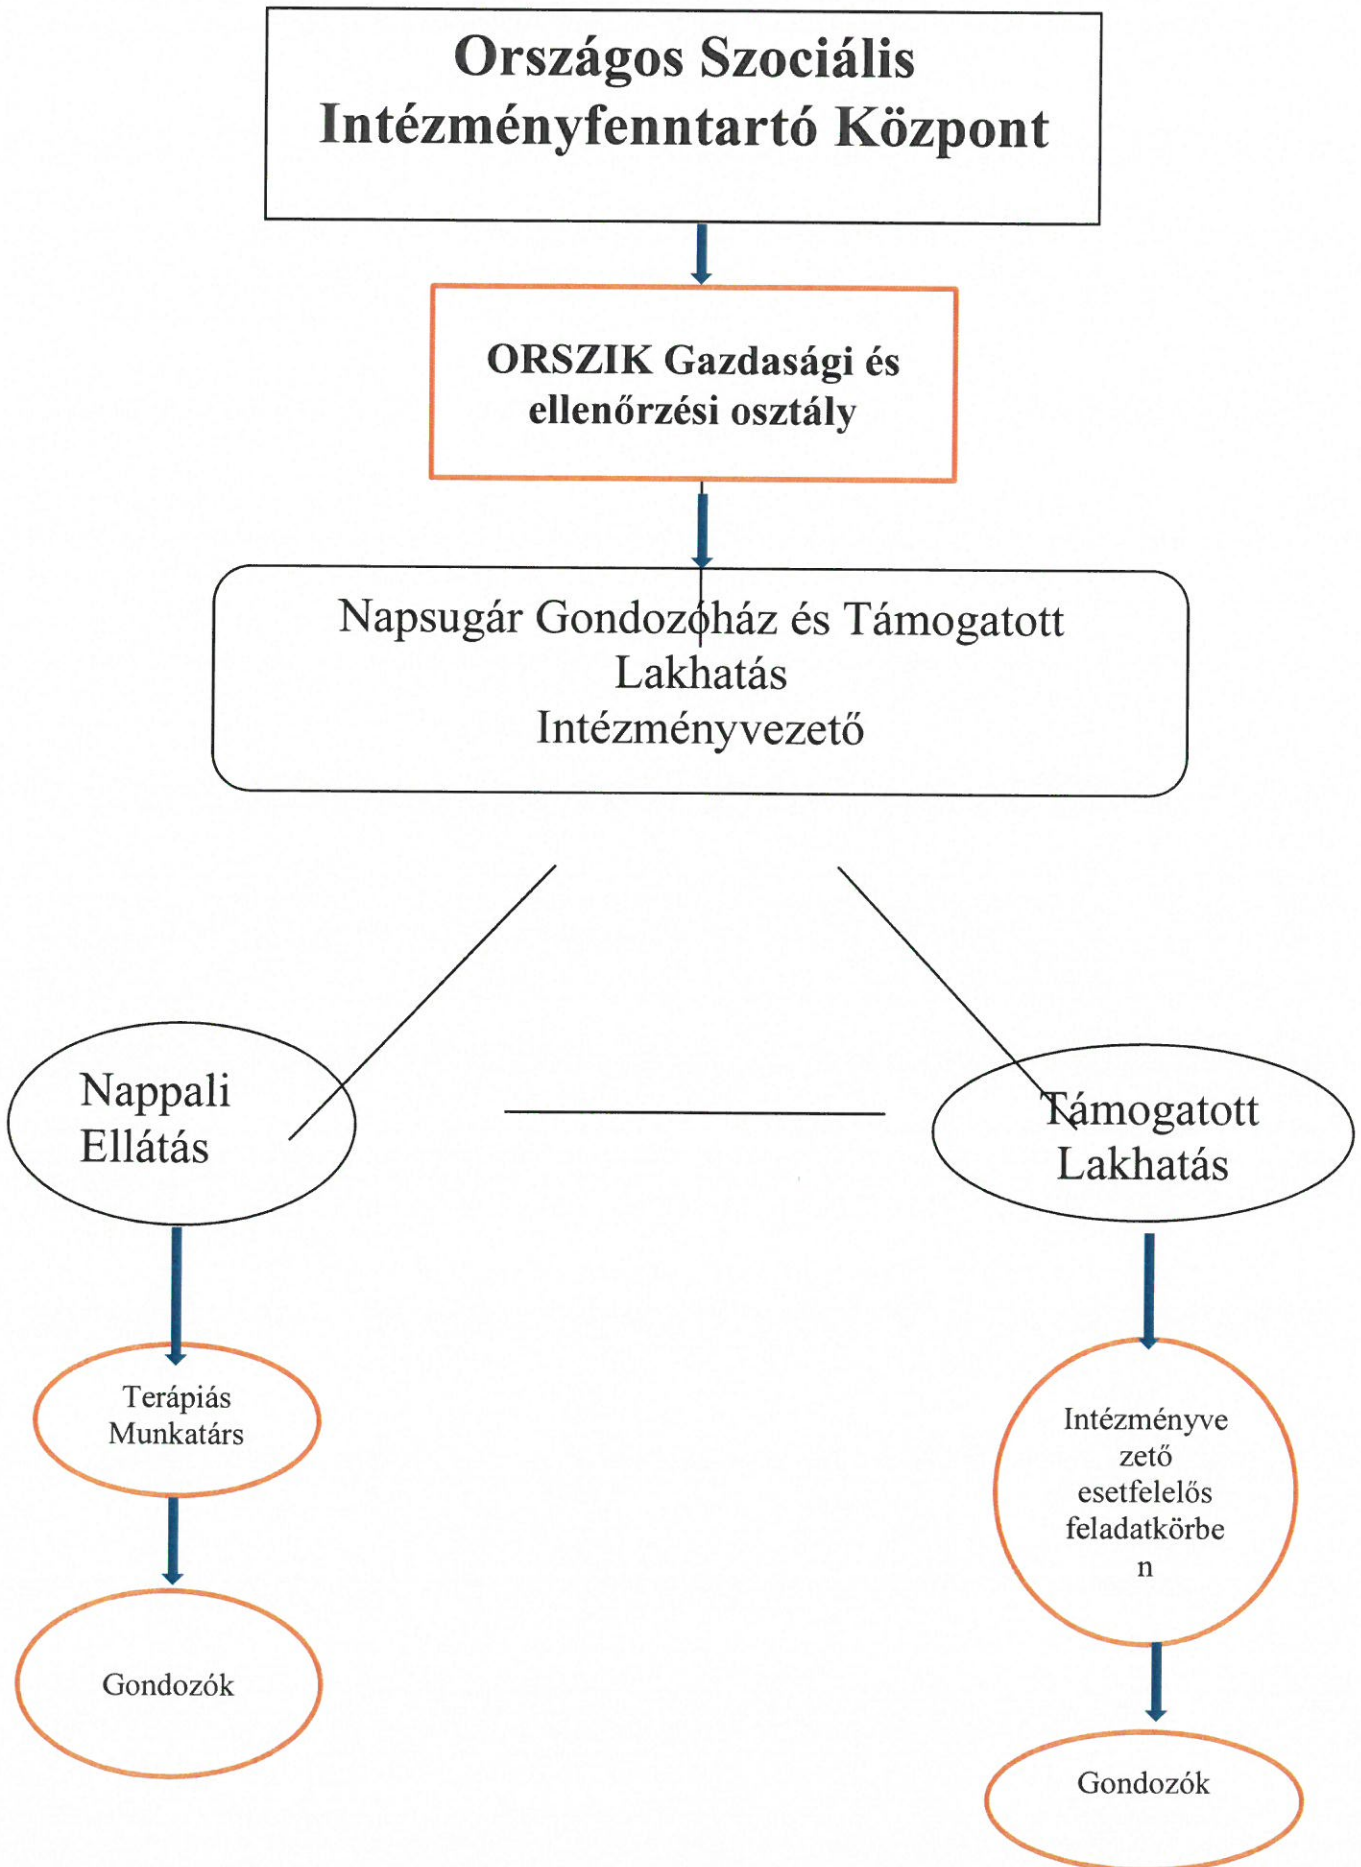 Országos Szociális
Intézményfenntartó Központ
ORSZIK Gazdasági és
ellenőrzési osztály
Napsugár Gondozóház és Támogatott
Lakhatás
Intézményvezető
Nappali
Ellátás
Támogatott
Lakhatás
Terápiás
Munkatárs
Intézményve
zető
esetfelelős
feladatkörbe
n
Gondozók
Gondozók